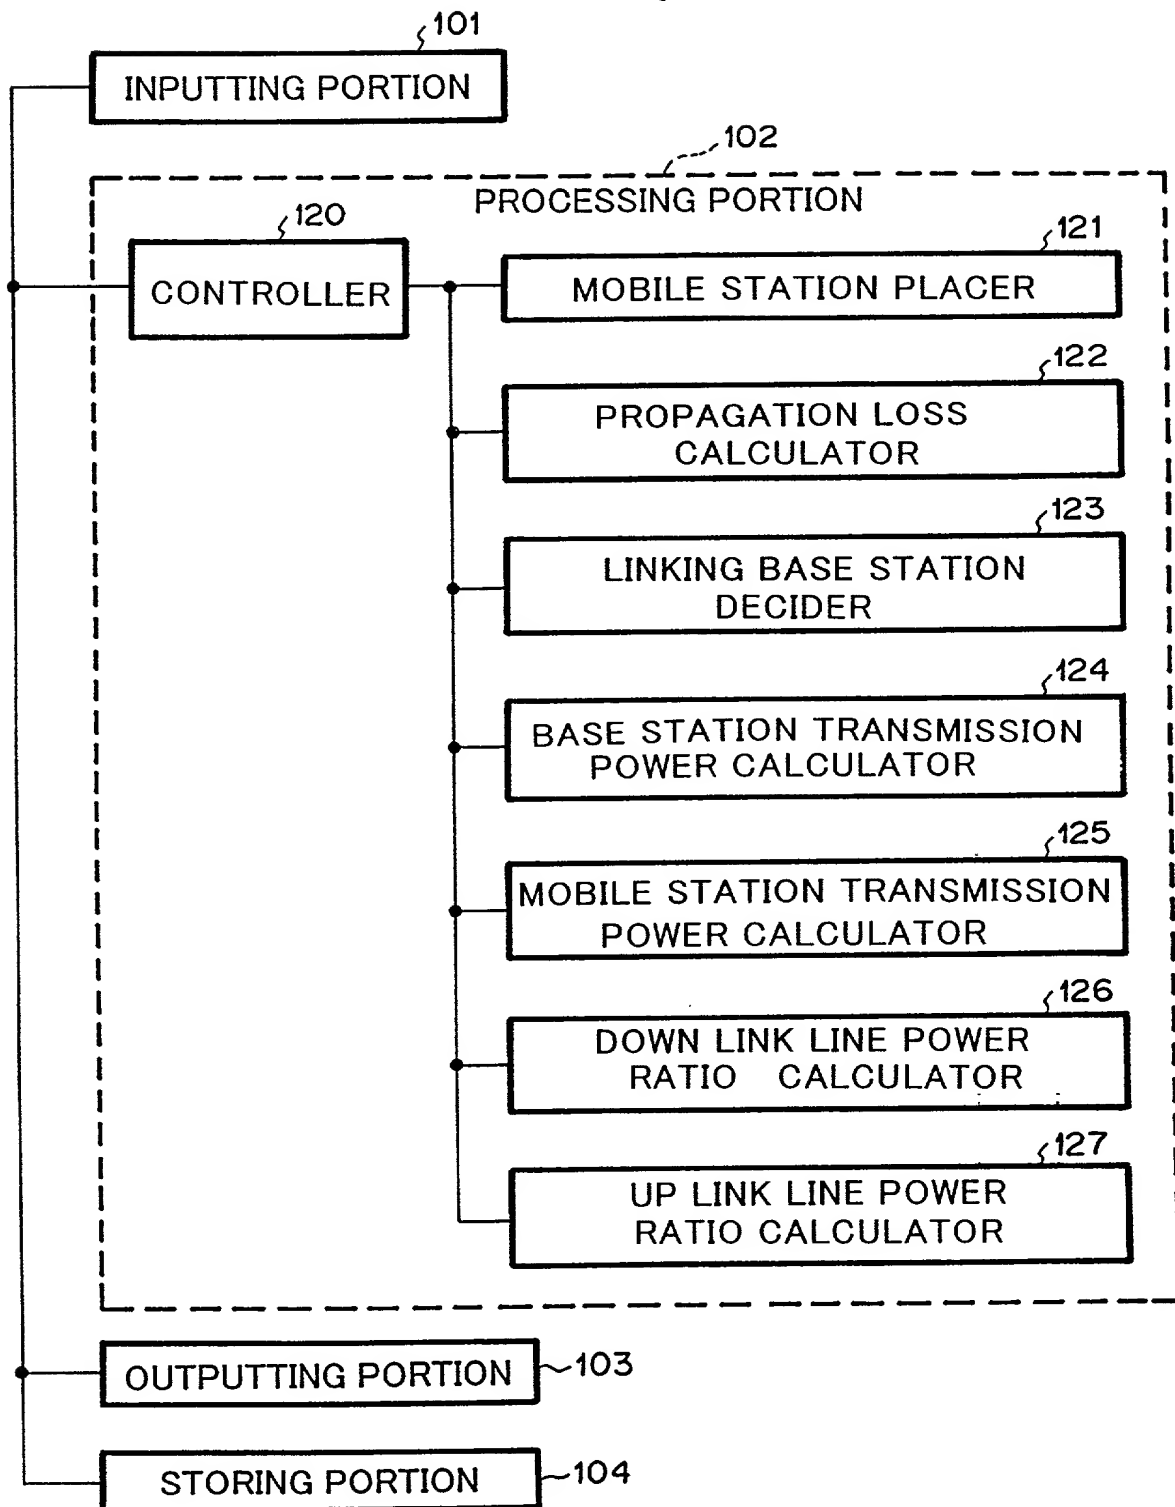 101
INPUTTING PORTION
102
PROCESSING PORTION
120
CONTROLLER
121
MOBILE STATION PLACER
122
PROPAGATION LOSS
CALCULATOR
123
LINKING BASE STATION
DECIDER
124
BASE STATION TRANSMISSION
POWER CALCULATOR
125
MOBILE STATION TRANSMISSION
POWER CALCULATOR
126
DOWN LINK LINE POWER
RATIO CALCULATOR
127
UP LINK LINE POWER
RATIO CALCULATOR
OUTPUTTING PORTION 103
STORING PORTION 104